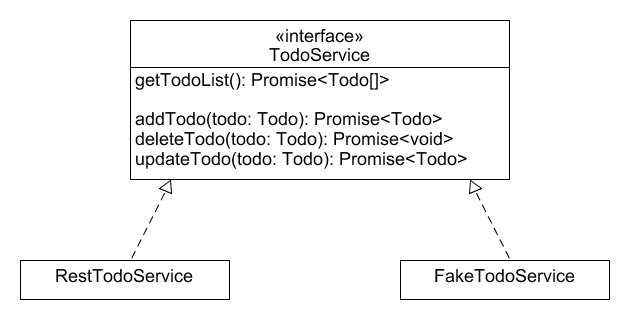 «interface»
TodoService
getTodoList(): Promise<Todo[]>
addTodo(todo: Todo): Promise<Todo>
deleteTodo(todo: Todo): Promise<void>
updateTodo(todo: Todo): Promise<Todo>
RestTodoService
FakeTodoService